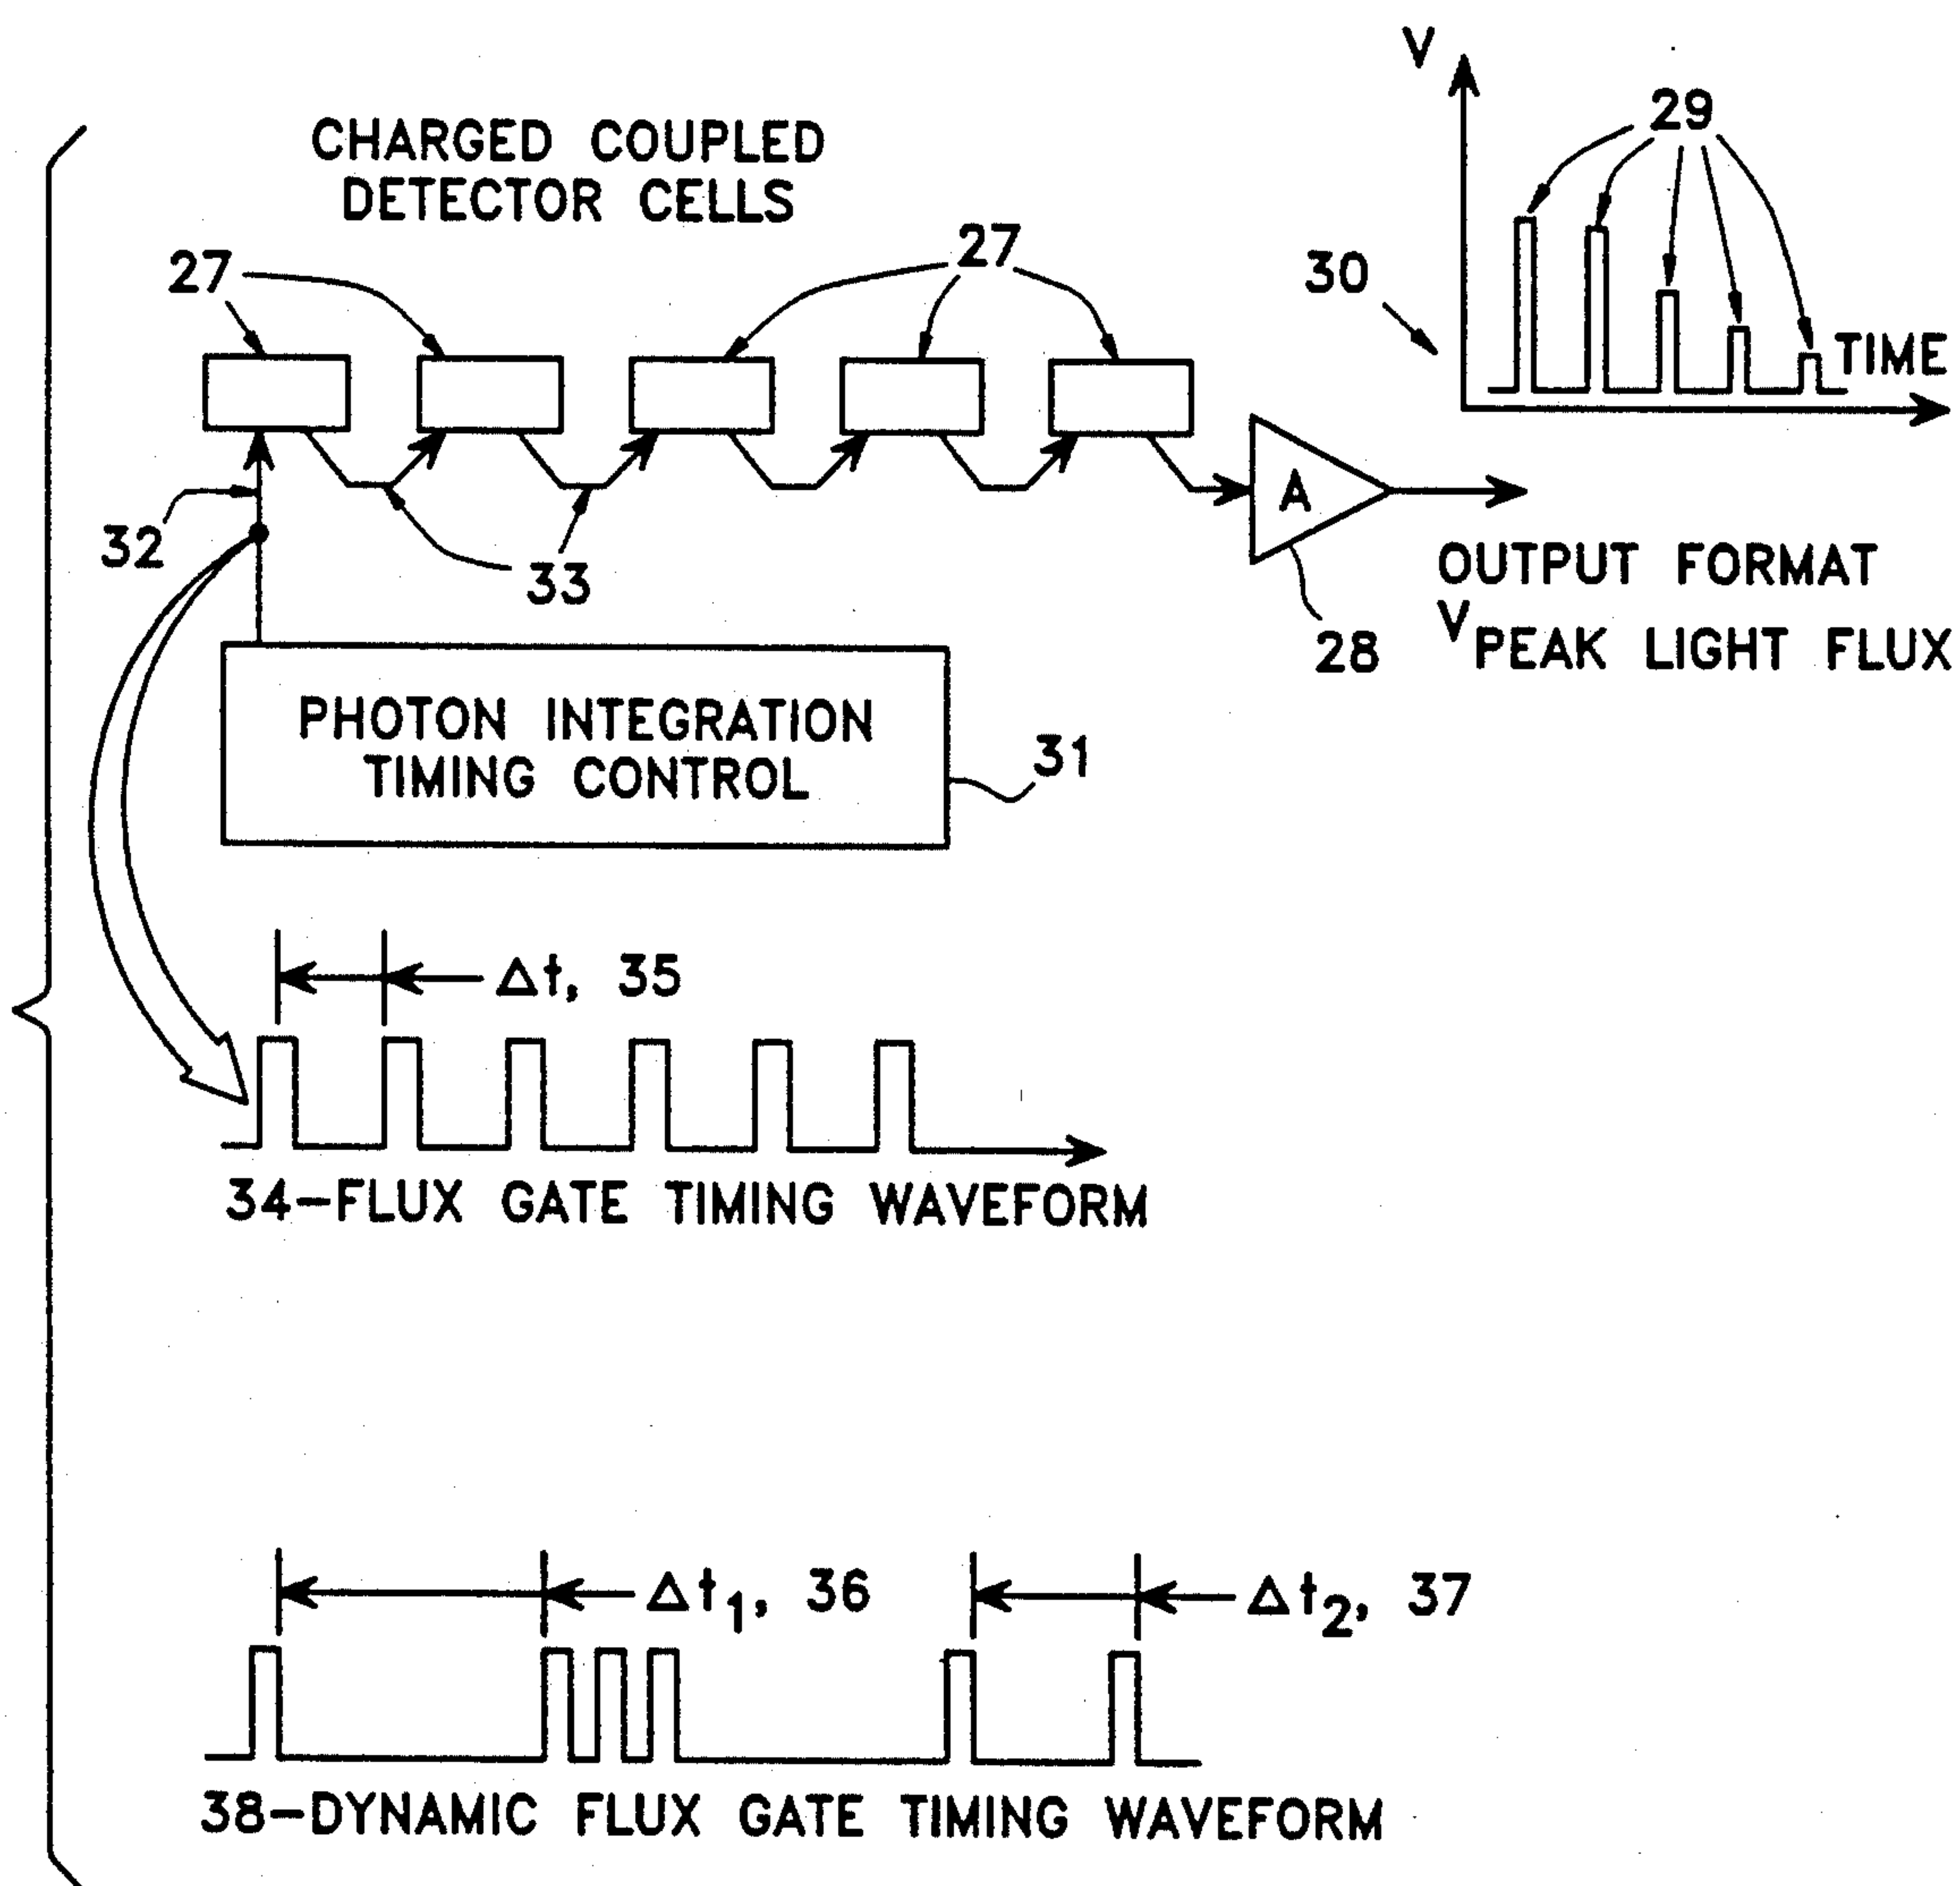 V
29
CHARGED COUPLED
DETECTOR CELLS
27
27
30
TIME
A
32
33
28
OUTPUT FORMAT
VPEAK LIGHT FLUX
PHOTON INTEGRATION
TIMING CONTROL
31
Δt, 35
34-FLUX GATE TIMING WAVEFORM
Δt1, 36
Δt2, 37
38-DYNAMIC FLUX GATE TIMING WAVEFORM